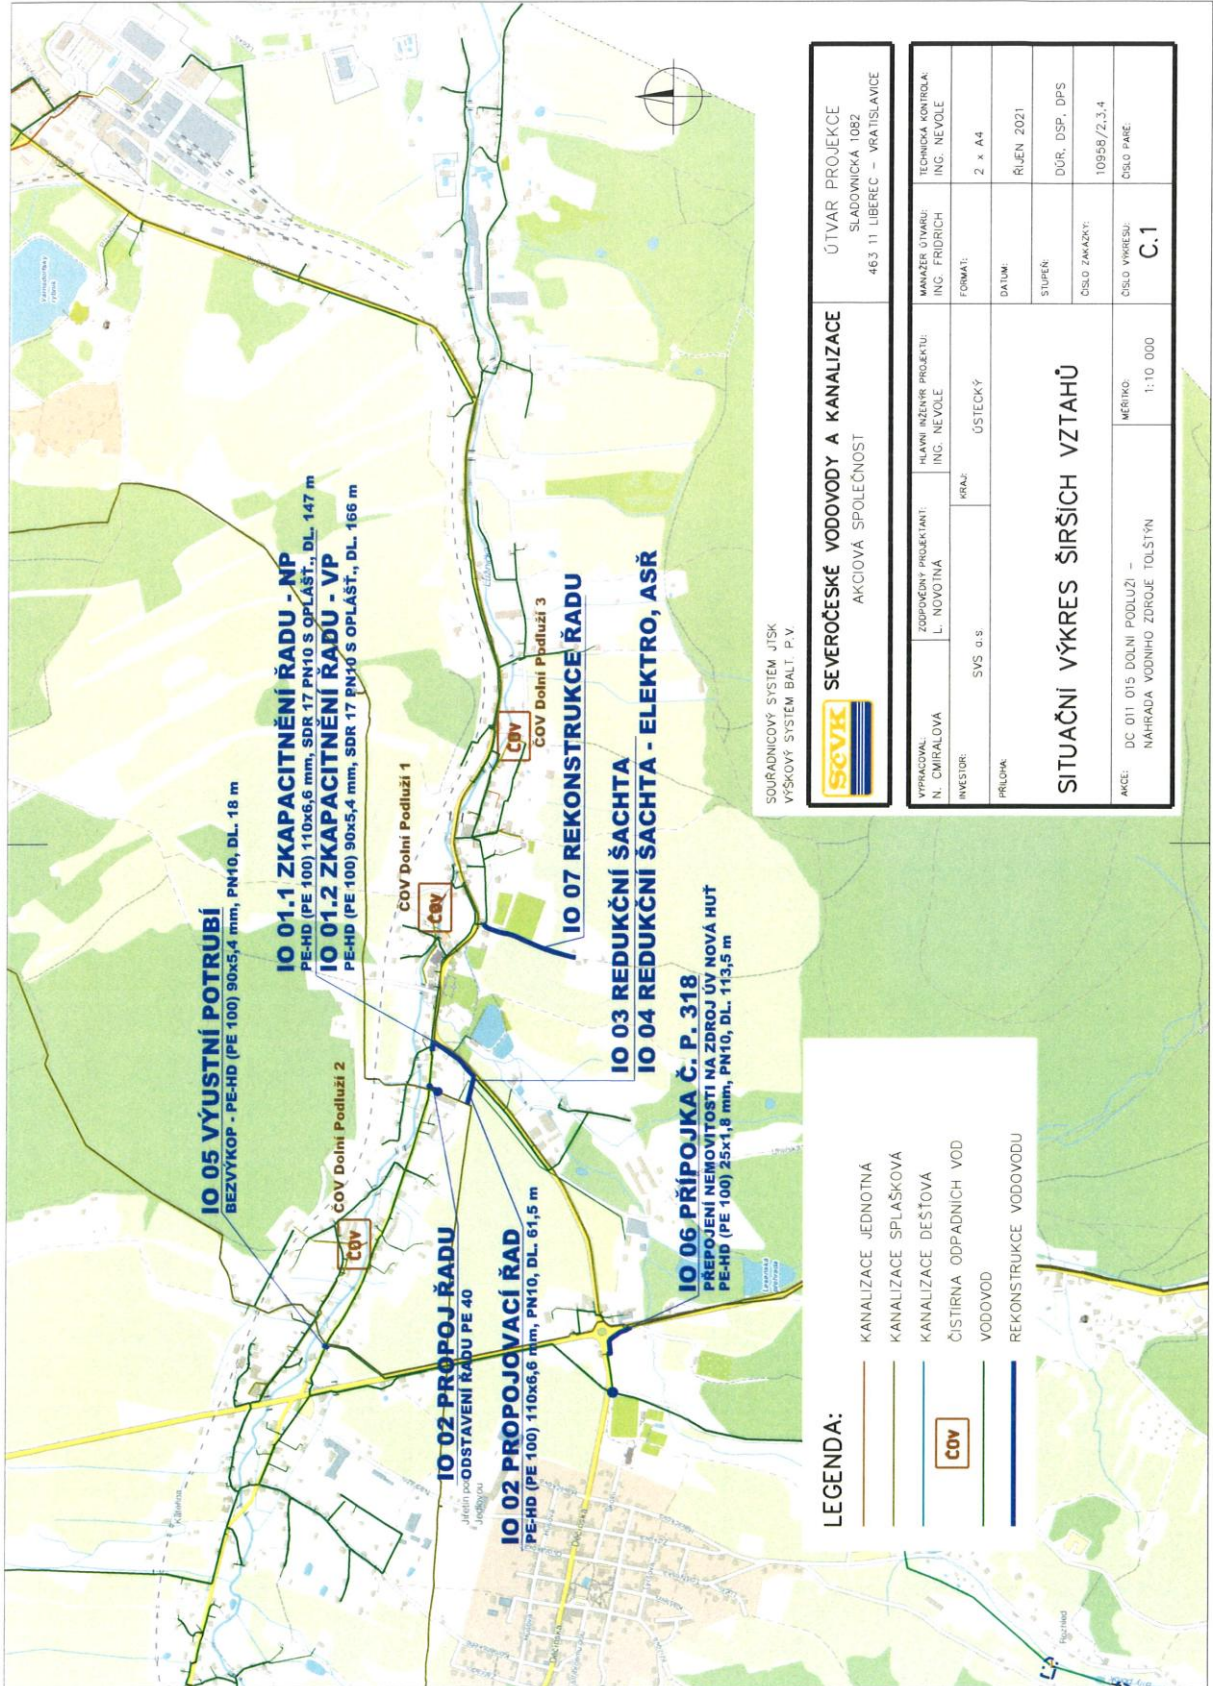 IO 05 VÝUSTNÍ POTRUBÍ
BEZVÝKOP - PE-HD (PE 100) 90x5,4 mm, PN10, DL. 18 m
IO 01.1 ZKAPACITNĚNÍ ŘADU - NP
PE-HD (PE 100) 110x6,6 mm, SDR 17 PN10 S OPLÁŠŤ., DL. 147 m
IO 01.2 ZKAPACITNĚNÍ ŘADU - VP
PE-HD (PE 100) 90x5,4 mm, SDR 17 PN10 S OPLÁŠŤ., DL. 166 m
ČOV Dolní Podluží 2
ČOV
ČOV Dolní Podluží 1
ČOV
ČOV
ČOV Dolní Podluží 3
IO 02 PROPOJ ŘADU
ODSTAVENÍ ŘADU PE 40
IO 02 PROPOJOVACÍ ŘAD
PE-HD (PE 100) 110x6,6 mm, PN10, DL. 61,5 m
IO 07 REKONSTRUKCE ŘADU
IO 03 REDUKČNÍ ŠACHTA
IO 04 REDUKČNÍ ŠACHTA - ELEKTRO, ASŘ
IO 06 PŘÍPOJKA Č. P. 318
PŘEPOJENÍ NEMOVITOSTI NA ZDROJ ÚV NOVÁ HUŤ
PE-HD (PE 100) 25x1,8 mm, PN10, DL. 113,5 m
Jiřetín pod
Jedlovou
Děčínská
Děčínská
Rozhled
LEGENDA:
KANALIZACE JEDNOTNÁ
KANALIZACE SPLAŠKOVÁ
KANALIZACE DEŠŤOVÁ
ČOV
ČISTÍRNA ODPADNÍCH VOD
VODOVOD
REKONSTRUKCE VODOVODU
SOUŘADNICOVÝ SYSTÉM JTSK
VÝŠKOVÝ SYSTÉM BALT. P.V.
SČVK
SEVEROČESKÉ VODOVODY A KANALIZACE
AKCIOVÁ SPOLEČNOST
ÚTVAR PROJEKCE
SLADOVNICKÁ 1082
463 11 LIBEREC - VRATISLAVICE
VYPRACOVAL:
N. CMIRALOVÁ
ZODPOVĚDNÝ PROJEKTANT:
L. NOVOTNÁ
HLAVNÍ INŽENÝR PROJEKTU:
ING. NEVOLE
MANAŽER ÚTVARU:
ING. FRIDRICH
TECHNICKÁ KONTROLA:
ING. NEVOLE
INVESTOR:
SVS a.s
KRAJ:
ÚSTECKÝ
FORMÁT:
2 x A4
PŘÍLOHA:
SITUAČNÍ VÝKRES ŠIRŠÍCH VZTAHŮ
DATUM:
ŘÍJEN 2021
STUPEŇ:
DÚR, DSP, DPS
ČÍSLO ZAKÁZKY:
10958/2,3,4
AKCE:
DC 011 015 DOLNÍ PODLUŽÍ –
NÁHRADA VODNÍHO ZDROJE TOLŠTÝN
MĚŘÍTKO:
1:10 000
ČÍSLO VÝKRESU:
C.1
ČÍSLO PARÉ: